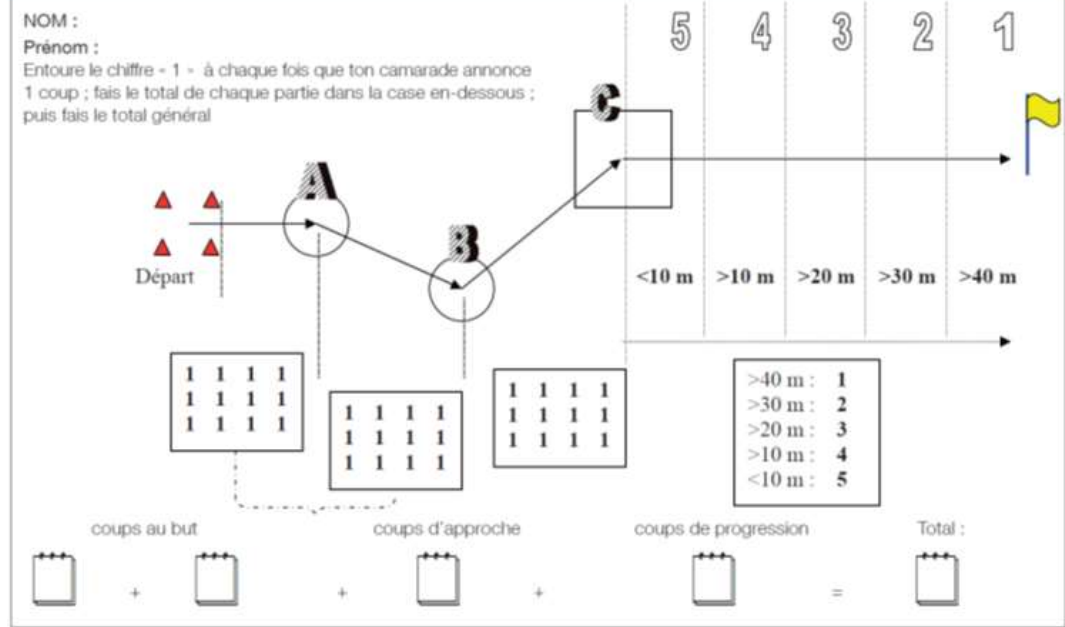 NOM :
Prénom :
Entoure le chiffre « 1 » à chaque fois que ton camarade annonce
1 coup ; fais le total de chaque partie dans la case en-dessous ;
puis fais le total général
5 4 3 2 1
C
A
B
Départ
<10 m >10 m >20 m >30 m >40 m
1 1 1 1
1 1 1 1
1 1 1 1
1 1 1 1
1 1 1 1
1 1 1 1
1 1 1 1
1 1 1 1
1 1 1 1
>40 m : 1
>30 m : 2
>20 m : 3
>10 m : 4
<10 m : 5
coups au but coups d'approche coups de progression Total :
+ + + =